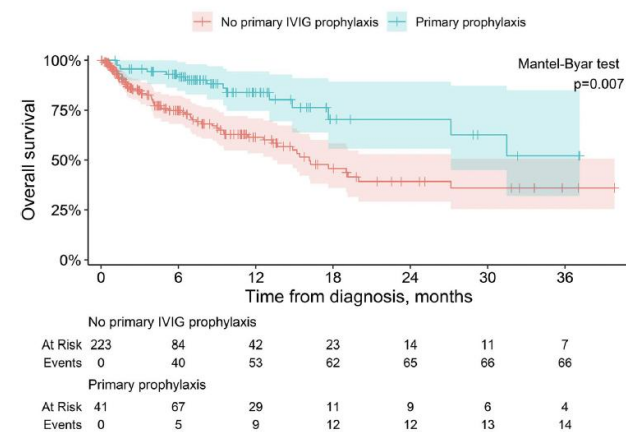 No primary IVIG prophylaxis Primary prophylaxis
Mantel-Byar test
p=0.007
Overall survival
100%
75%
50%
25%
0%
0 6 12 18 24 30 36
Time from diagnosis, months
No primary IVIG prophylaxis
At Risk 223 84 42 23 14 11 7
Events 0 40 53 62 65 66 66
Primary prophylaxis
At Risk 41 67 29 11 9 6 4
Events 0 5 9 12 12 13 14